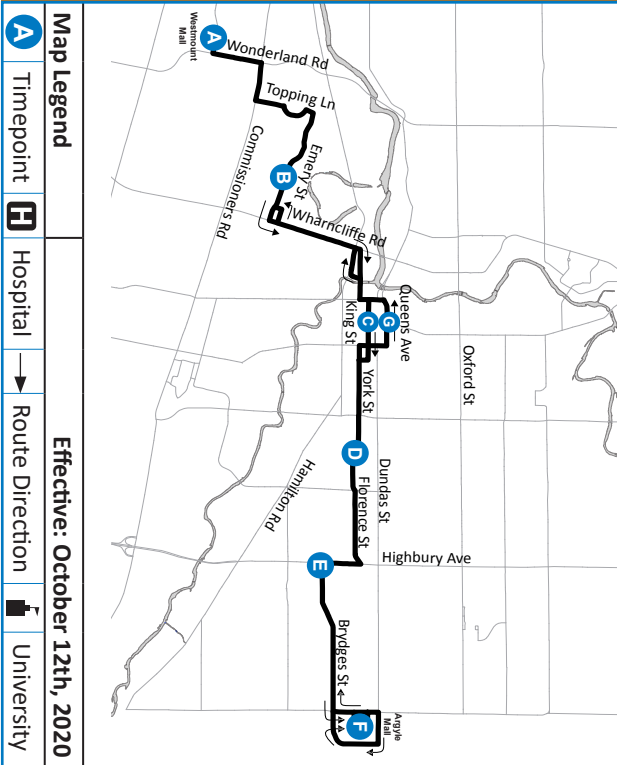 A
Wonderland Rd
Westmount
Mall
Topping Ln
Emery St
B
Commissioners Rd
Wharncliffe Rd
Queens Ave
G
C
King St
Oxford St
York St
D
Dundas St
Florence St
Hamilton Rd
Highbury Ave
E
Brydges St
Argyle
Mall
F
Map Legend
Effective: October 12th, 2020
A Timepoint H Hospital Route Direction University